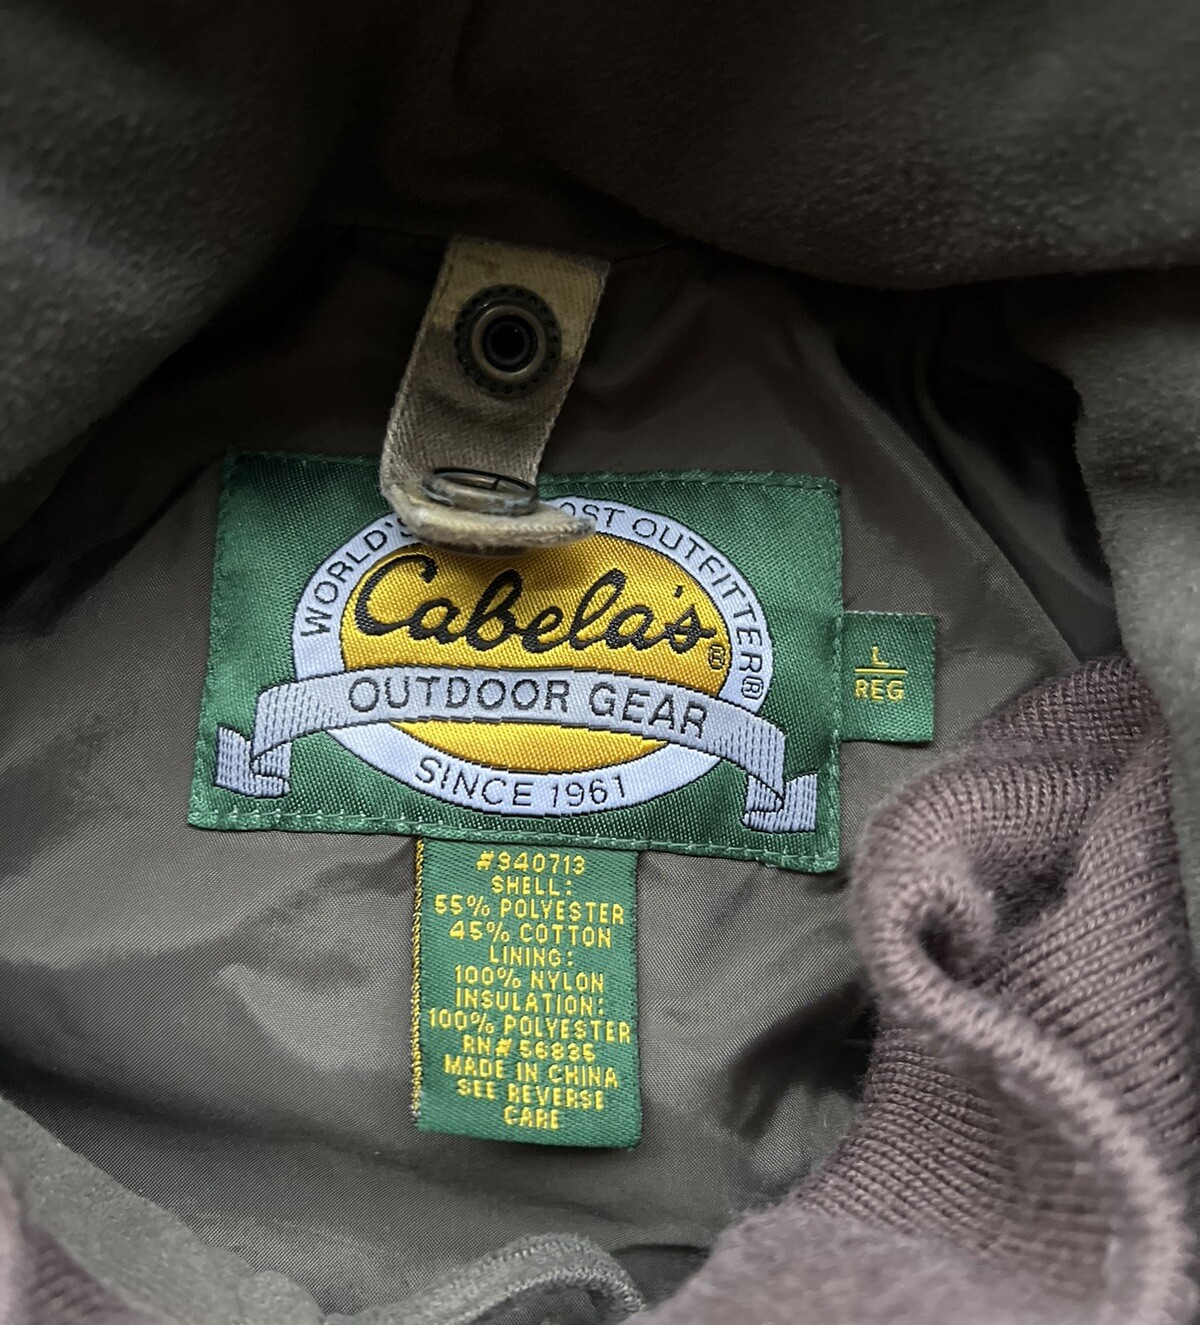 WORLD'S OST OUTFITTER®
Cabela's®
OUTDOOR GEAR
SINCE 1961
L
REG
#940713
SHELL:
55% POLYESTER
45% COTTON
LINING:
100% NYLON
INSULATION:
100% POLYESTER
RN# 56835
MADE IN CHINA
SEE REVERSE
CARE